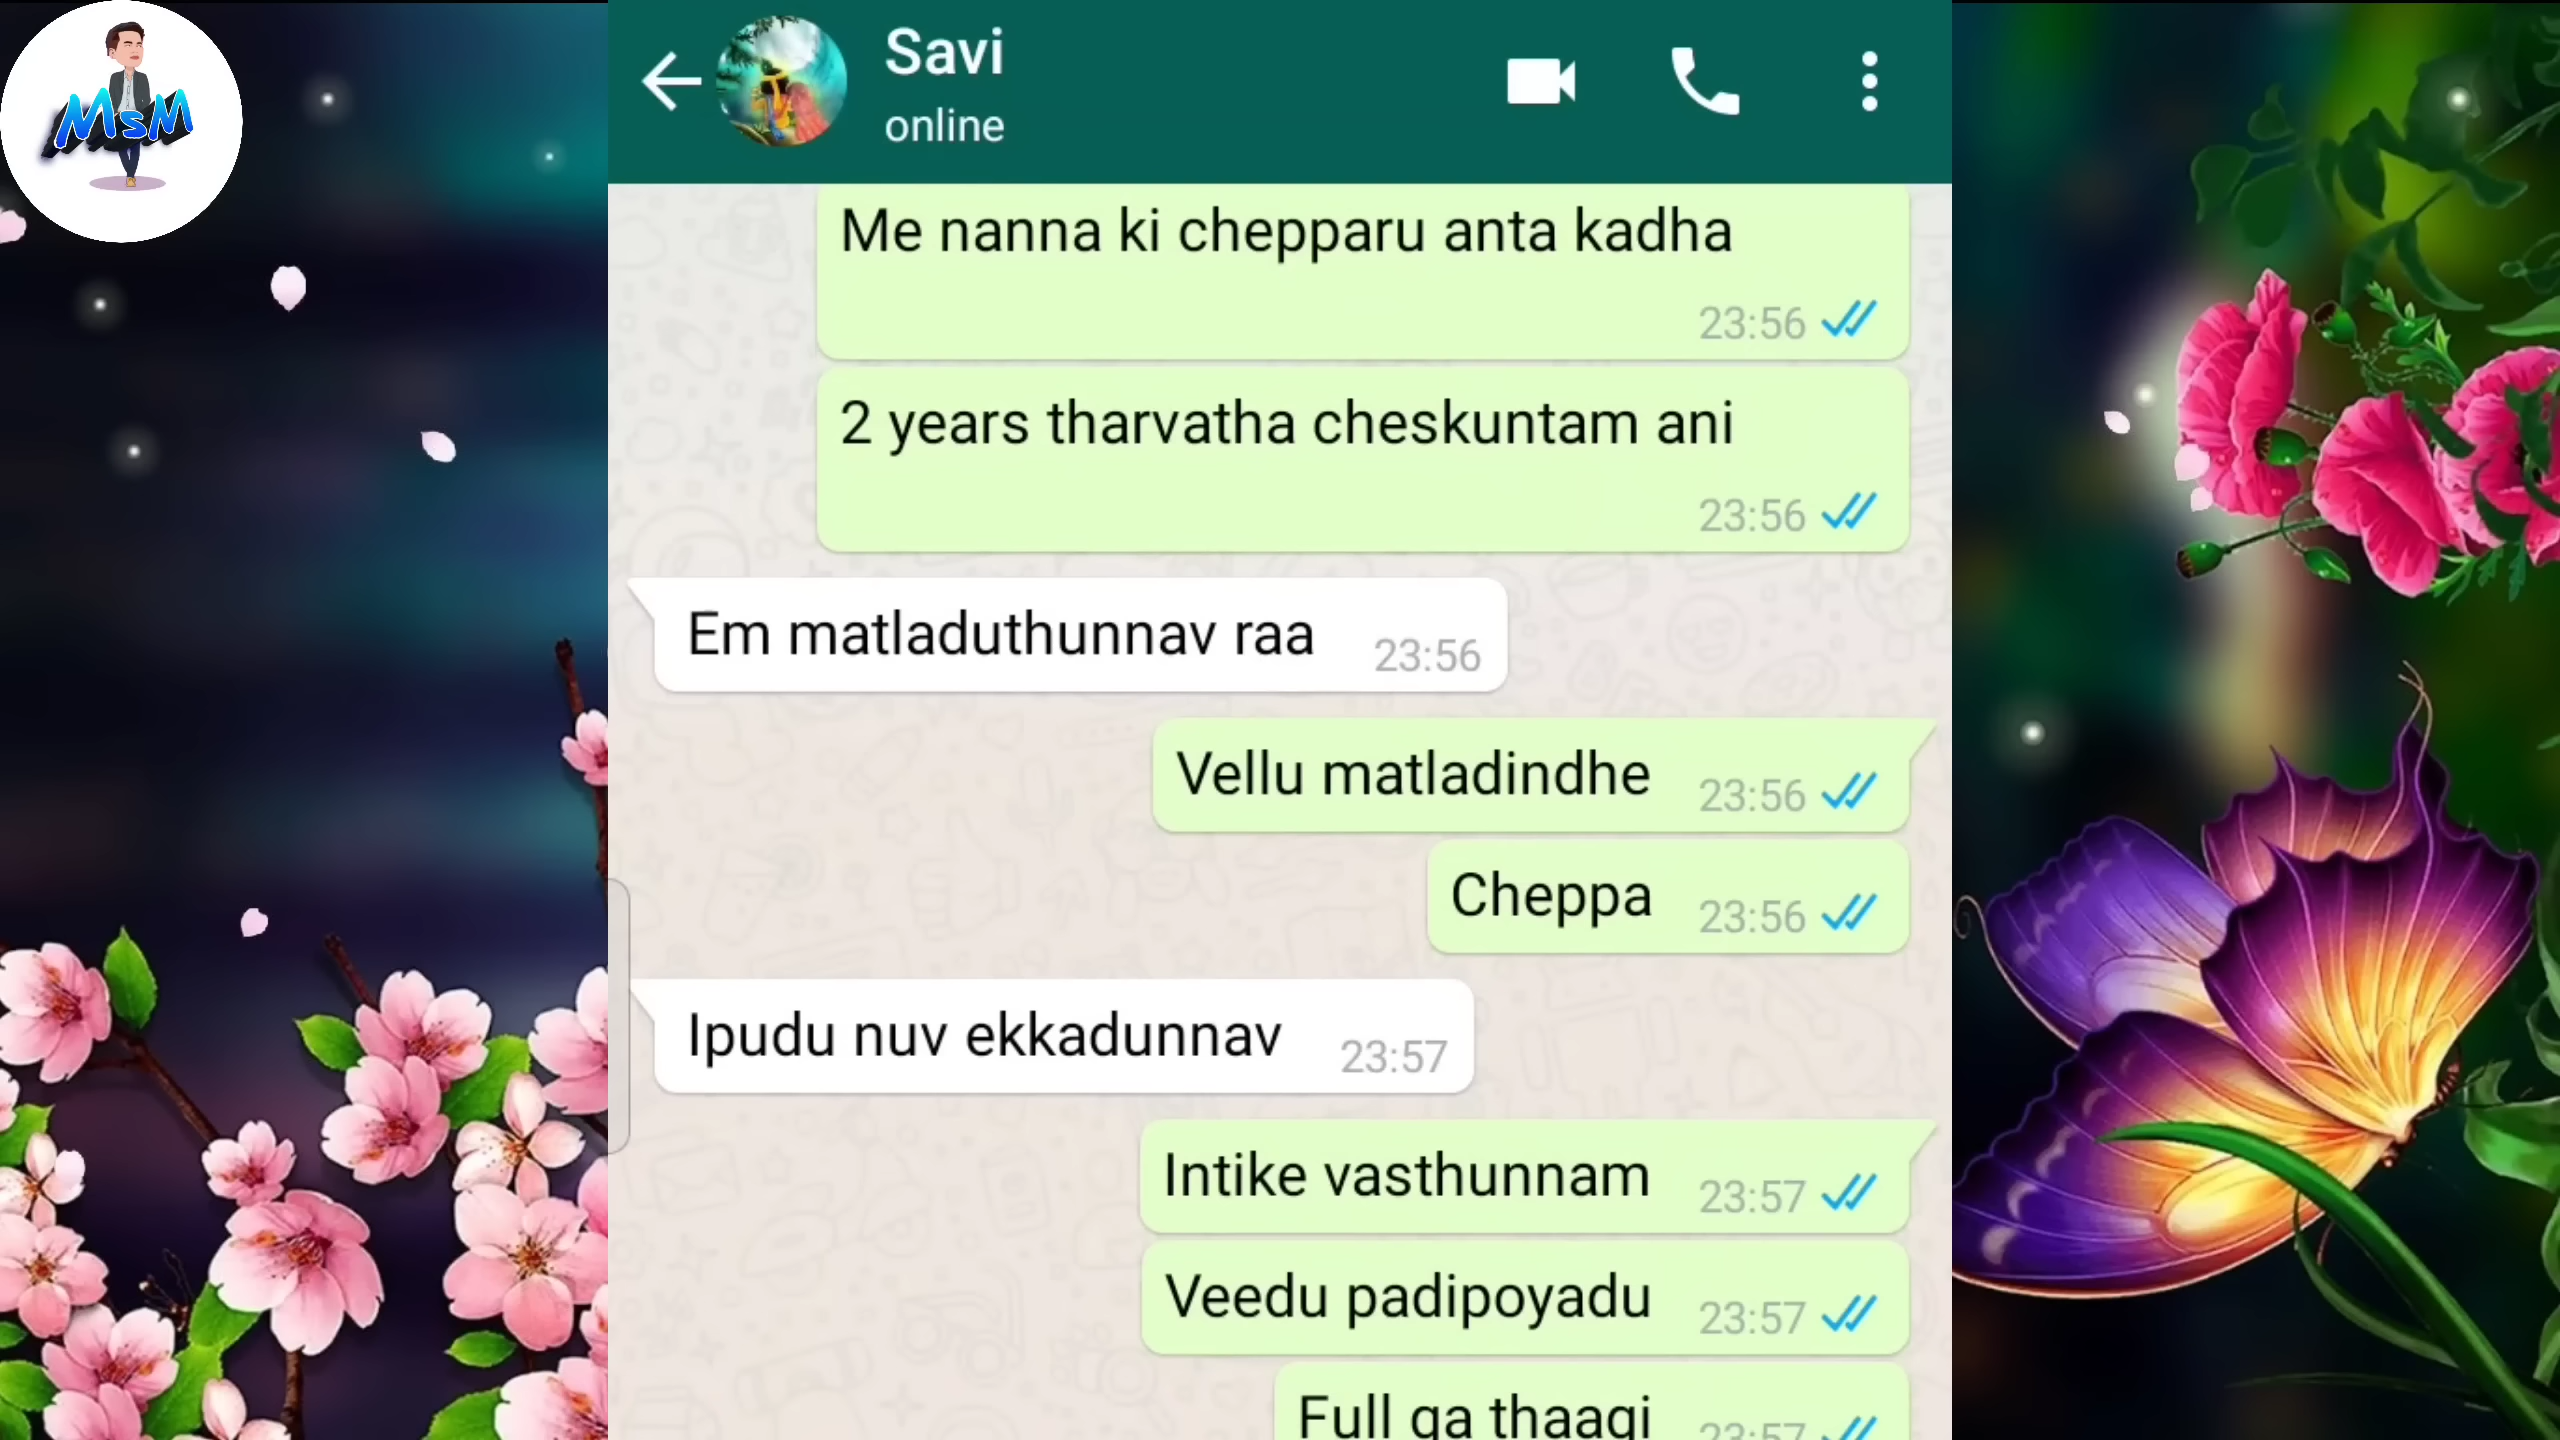 MsM
Savi
online
Me nanna ki chepparu anta kadha
23:56
2 years tharvatha cheskuntam ani
23:56
Em matladuthunnav raa 23:56
Vellu matladindhe 23:56
Cheppa 23:56
Ipudu nuv ekkadunnav 23:57
Intike vasthunnam 23:57
Veedu padipoyadu 23:57
Full ga thaagi 23:57